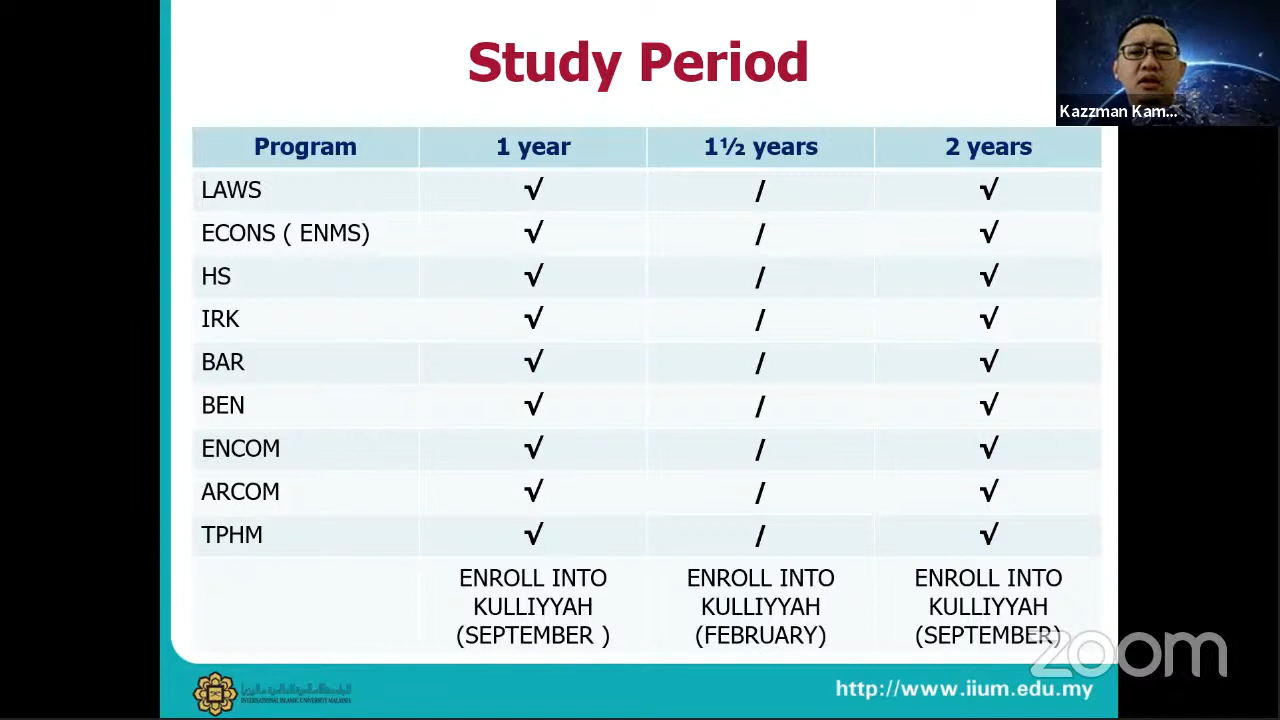 Study Period
Kazzman Kam...
Program 1 year 1½ years 2 years
LAWS √ / √
ECONS ( ENMS) √ / √
HS √ / √
IRK √ / √
BAR √ / √
BEN √ / √
ENCOM √ / √
ARCOM √ / √
TPHM √ / √
ENROLL INTO ENROLL INTO ENROLL INTO
KULLIYYAH KULLIYYAH KULLIYYAH
(SEPTEMBER ) (FEBRUARY) (SEPTEMBER)
zoom
INTERNATIONAL ISLAMIC UNIVERSITY MALAYSIA
http://www.iium.edu.my